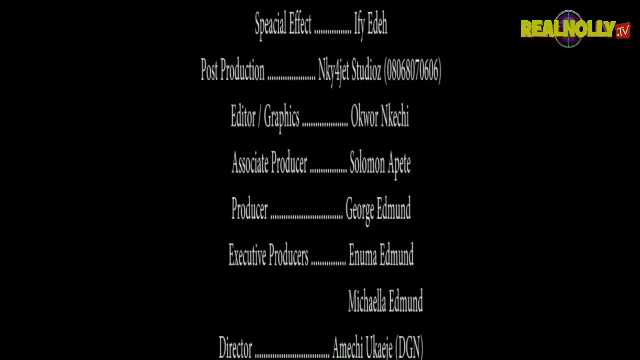 REALNOLLY.TV
Speacial Effect ............... Ify Edeh
Post Production .................... Nky4jet Studioz (08068070606)
Editor / Graphics ................... Okwor Nkechi
Associate Producer ............... Solomon Apete
Producer .............................. George Edmund
Executive Producers .............. Enuma Edmund
Michaella Edmund
Director ............................... Amechi Ukaeje (DGN)